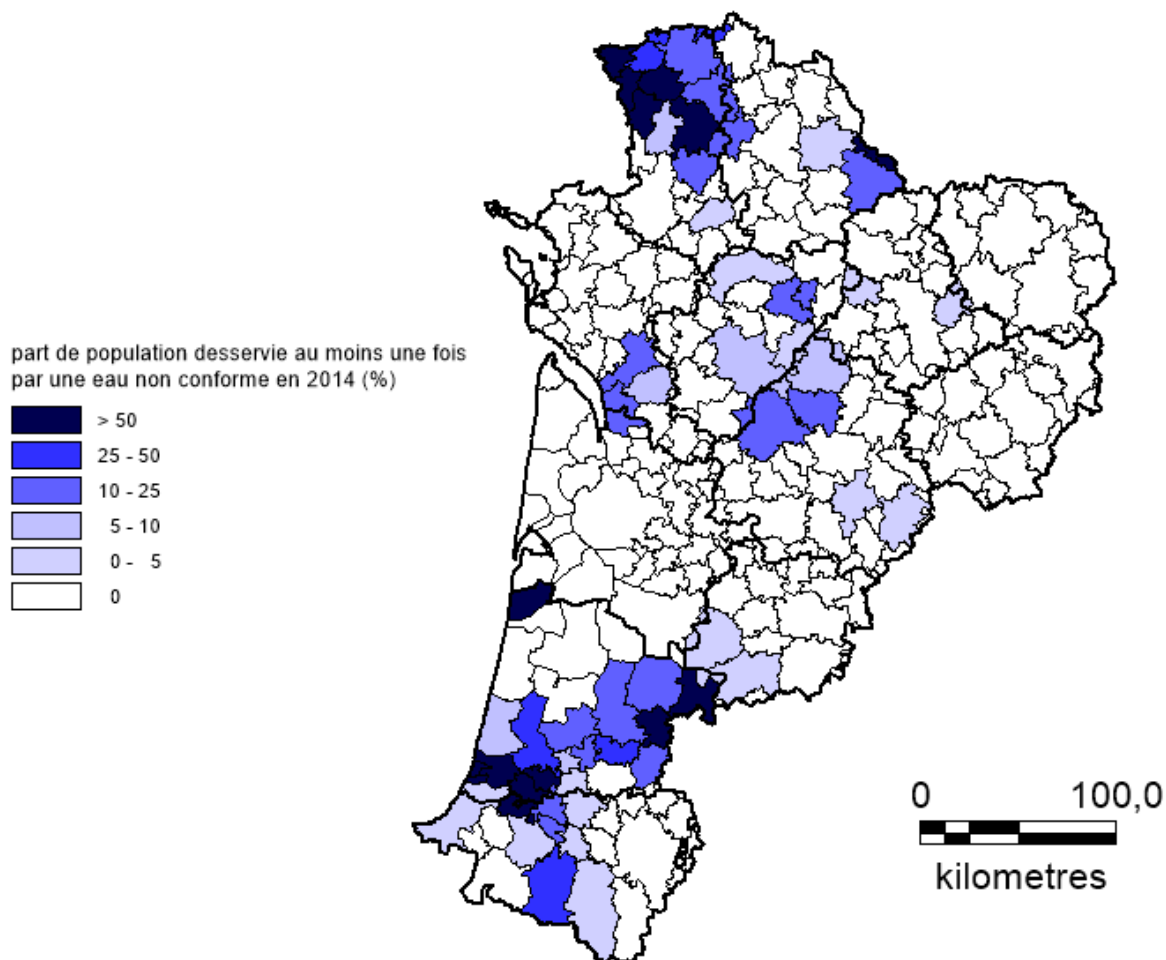 part de population desservie au moins une fois
par une eau non conforme en 2014 (%)
> 50
25 - 50
10 - 25
5 - 10
0 - 5
0
0 100,0
kilometres